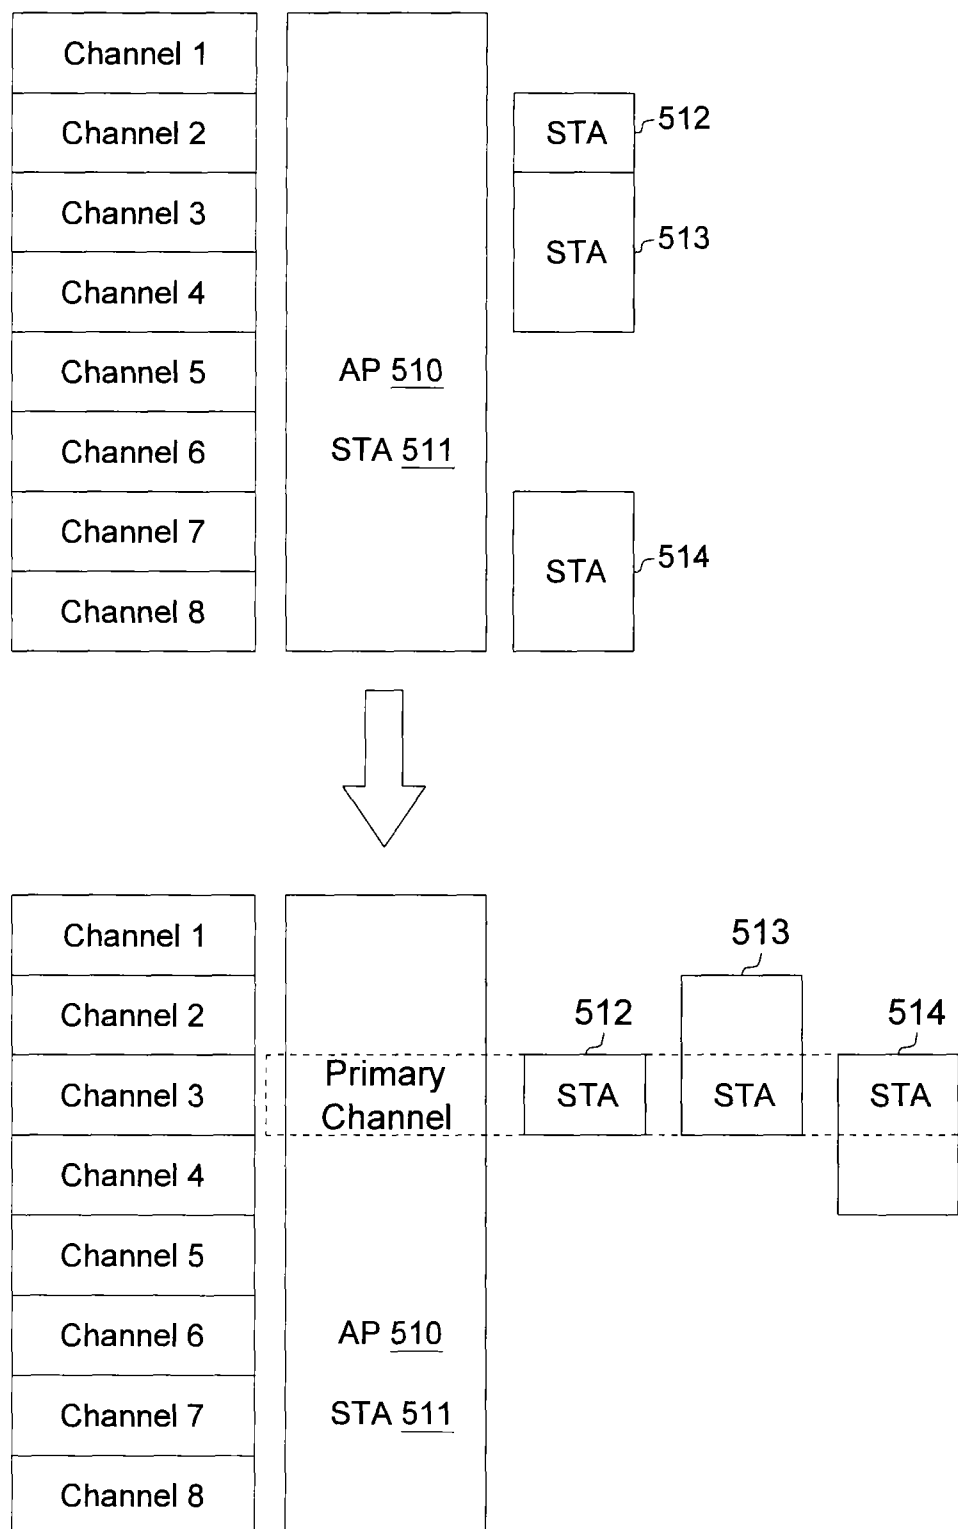 Channel 1
Channel 2
STA
512
Channel 3
STA
513
Channel 4
Channel 5
AP 510
Channel 6
STA 511
Channel 7
STA
514
Channel 8
Channel 1
513
Channel 2
512
514
Channel 3
Primary
Channel
STA
STA
STA
Channel 4
Channel 5
Channel 6
AP 510
Channel 7
STA 511
Channel 8